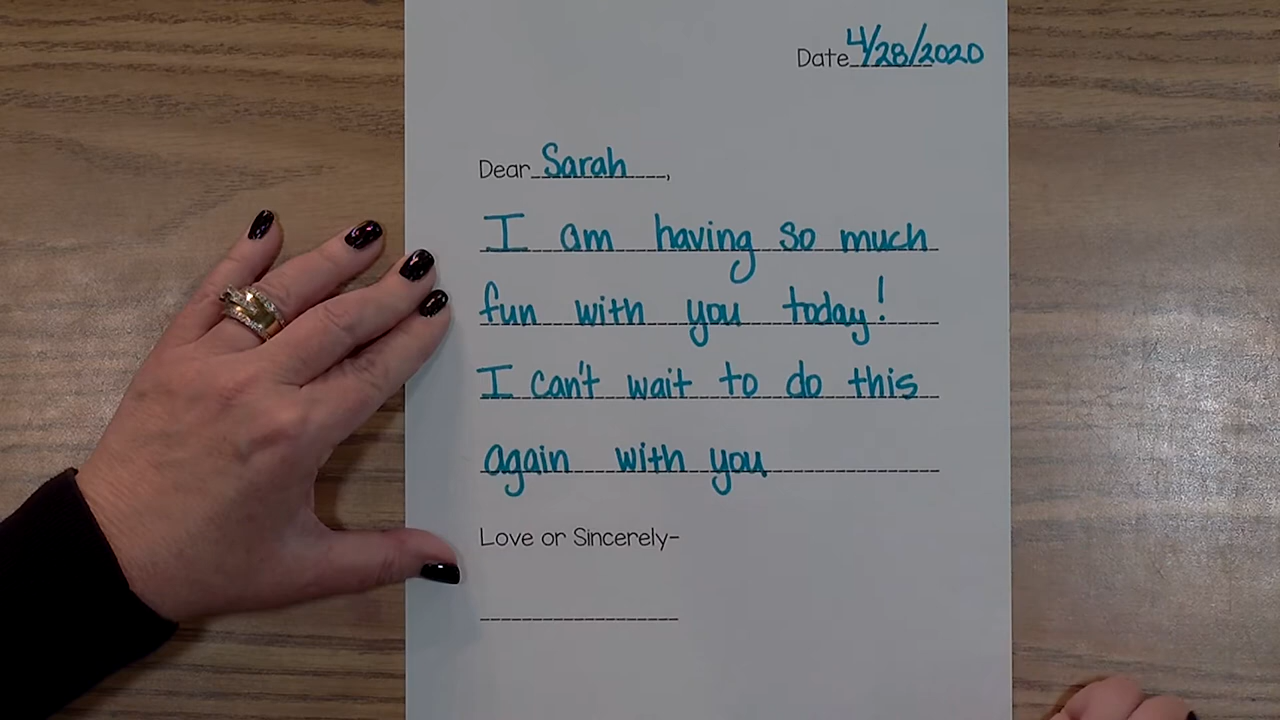 Date 4/28/2020
Dear Sarah,
I am having so much
fun with you today!
I can't wait to do this
again with you
Love or Sincerely-